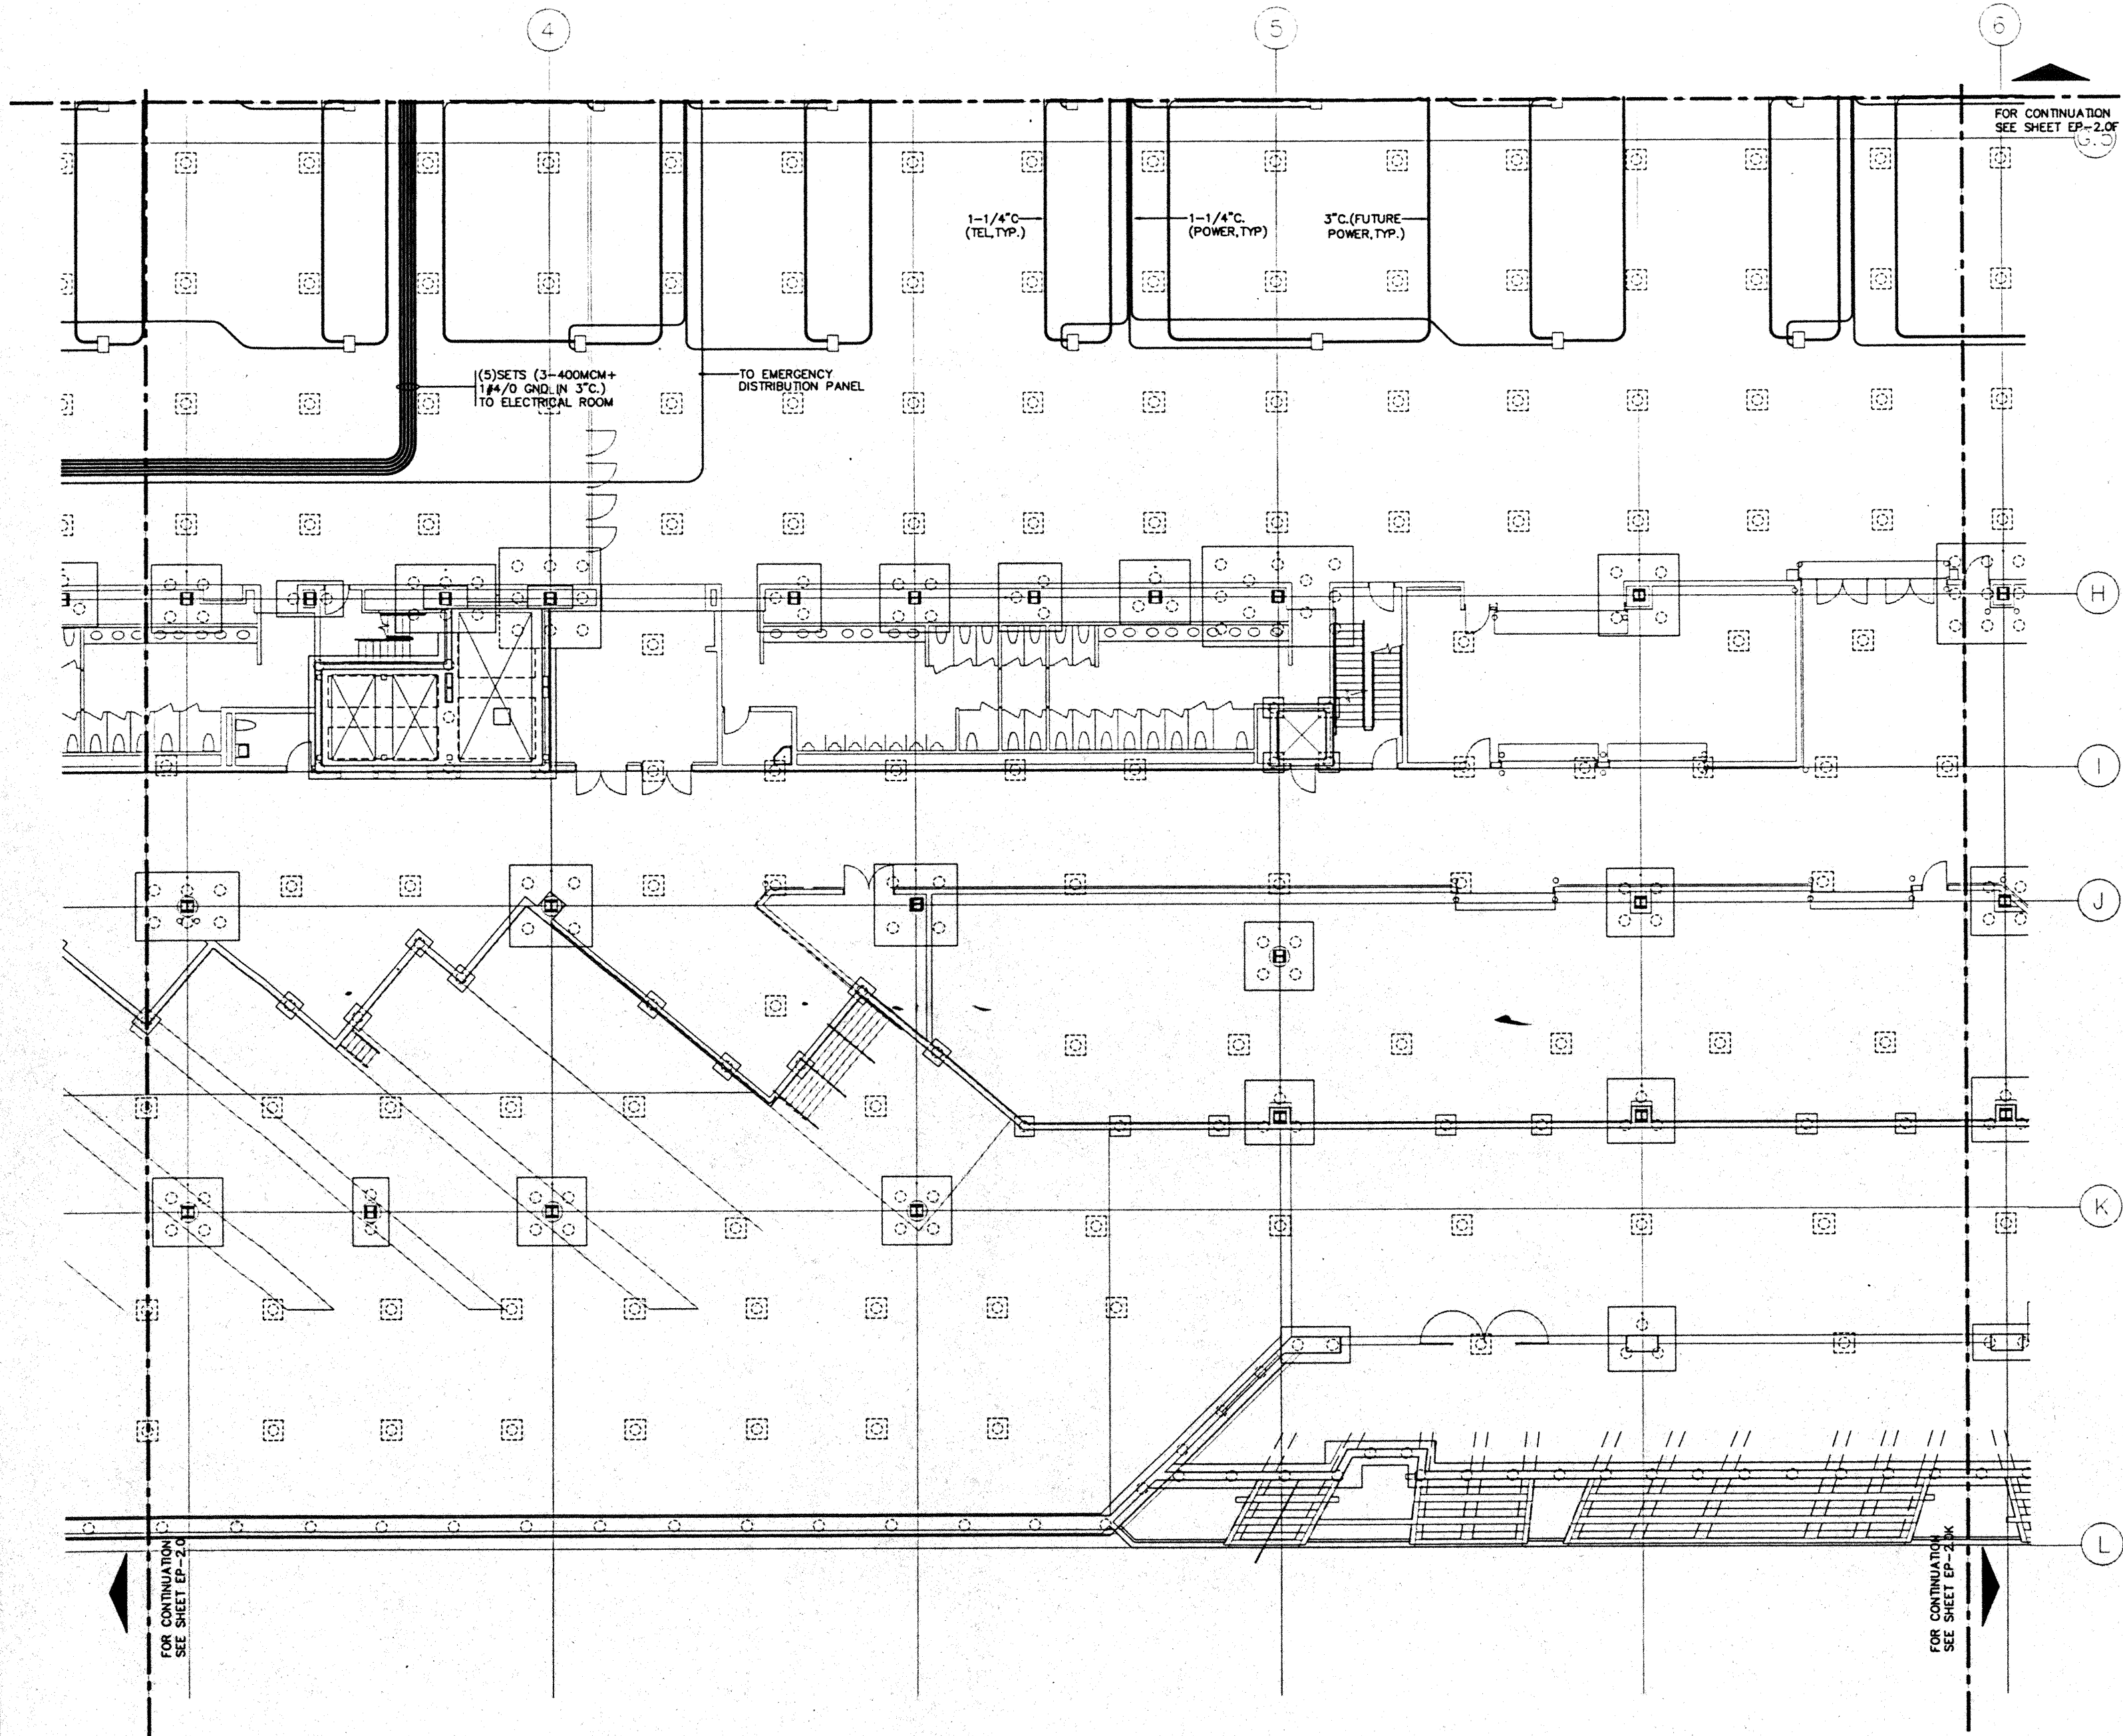 4
5
6
FOR CONTINUATION
SEE SHEET EP-2.0F
G.5
1-1/4"C
(TEL,TYP.)
1-1/4"C.
(POWER,TYP)
3"C.(FUTURE
POWER,TYP.)
(5)SETS (3-400MCM+
1#4/0 GND.IN 3"C.)
TO ELECTRICAL ROOM
TO EMERGENCY
DISTRIBUTION PANEL
H
I
J
K
L
FOR CONTINUATION
SEE SHEET EP-2.0
FOR CONTINUATION
SEE SHEET EP-2.0K